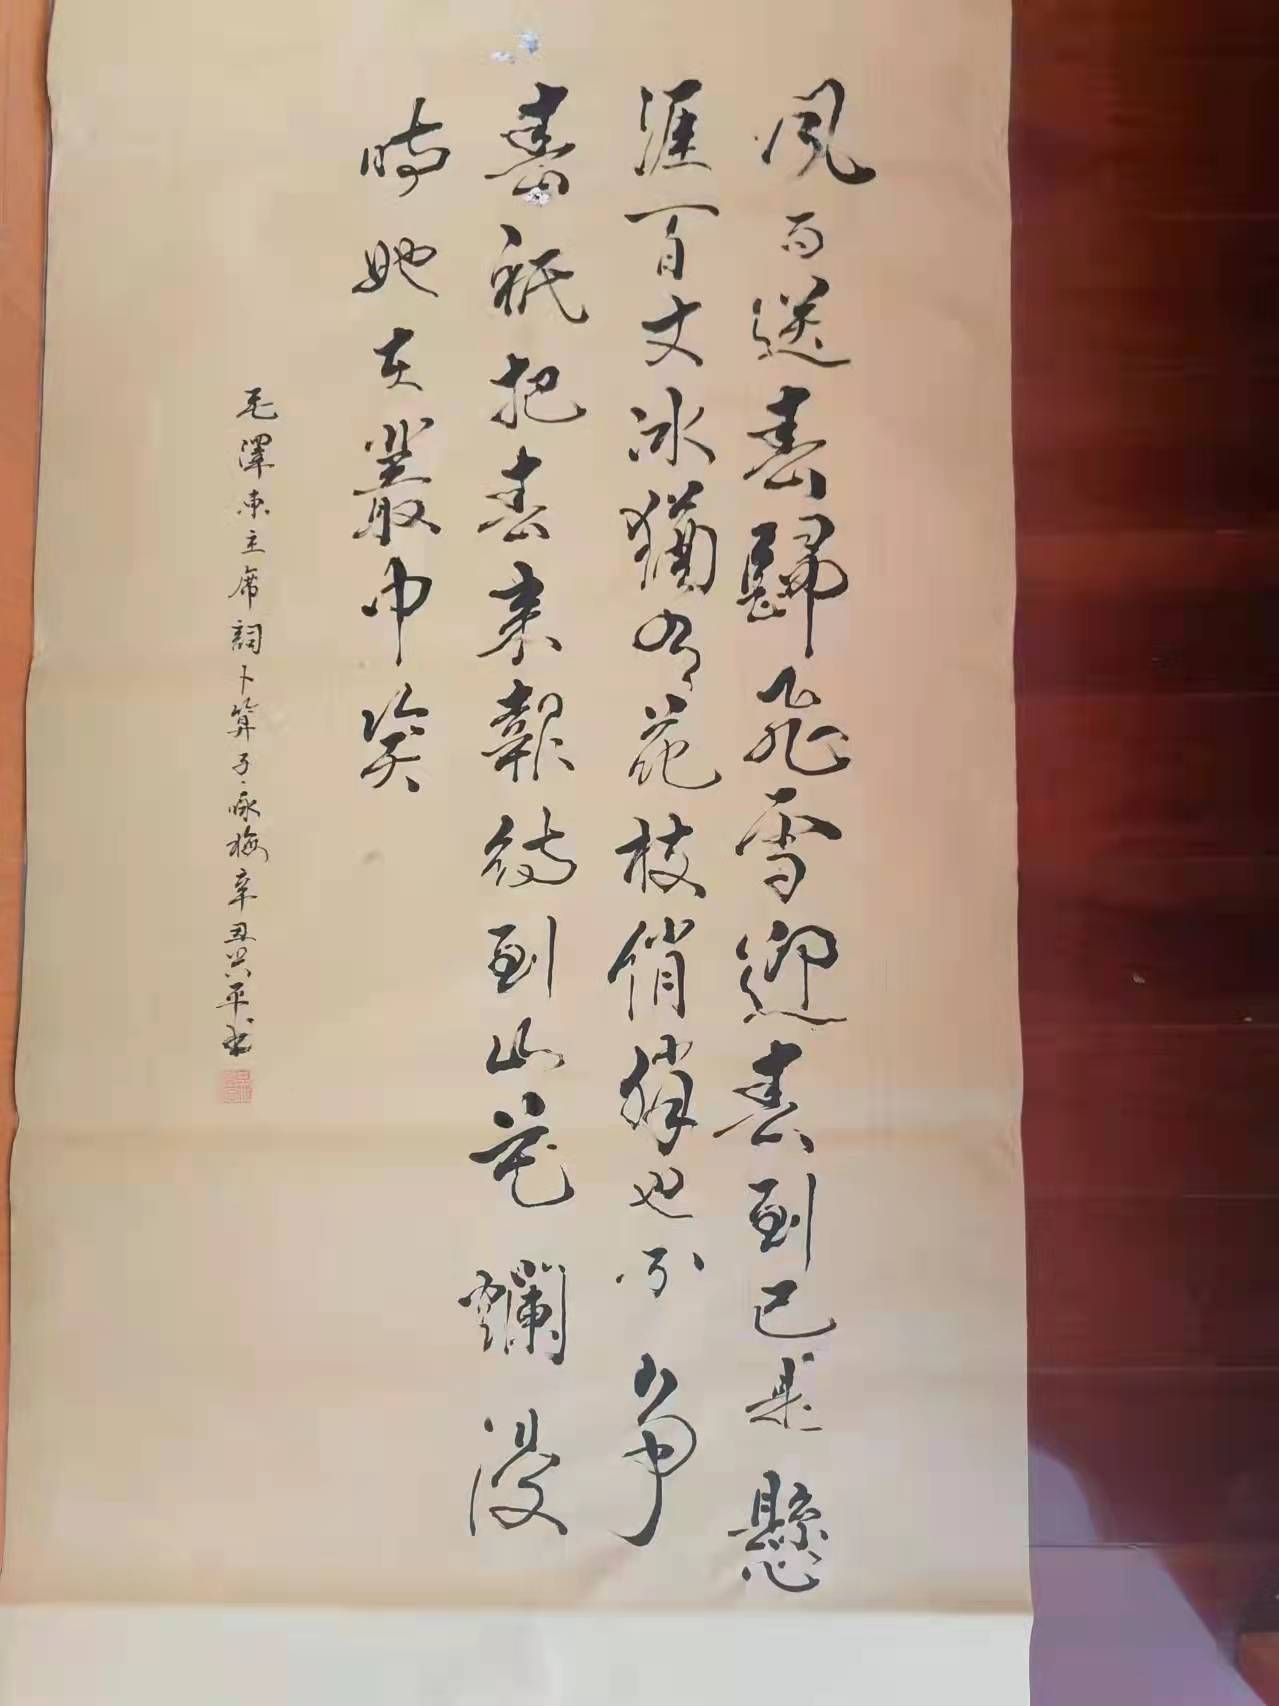 風雨送春歸飛雪迎春到已是懸
涯百丈冰猶有花枝俏俏也不爭
春祇把春來報待到山花爛漫
時她在叢中笑
毛澤東主席詞卜算子·咏梅辛丑興平書